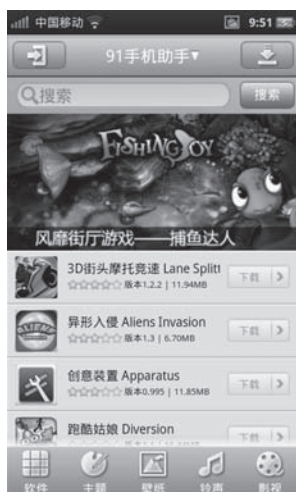 中国移动 9:51
91手机助手▾
搜索 搜索
FISHING JOY
风靡街厅游戏——捕鱼达人
3D街头摩托竞速 Lane Splitt
版本1.2.2 | 11.94MB 下载
异形入侵 Aliens Invasion
版本1.3 | 6.70MB 下载
创意装置 Apparatus
版本0.995 | 11.85MB 下载
跑酷姑娘 Diversion
下载
软件 主题 壁纸 铃声 影视